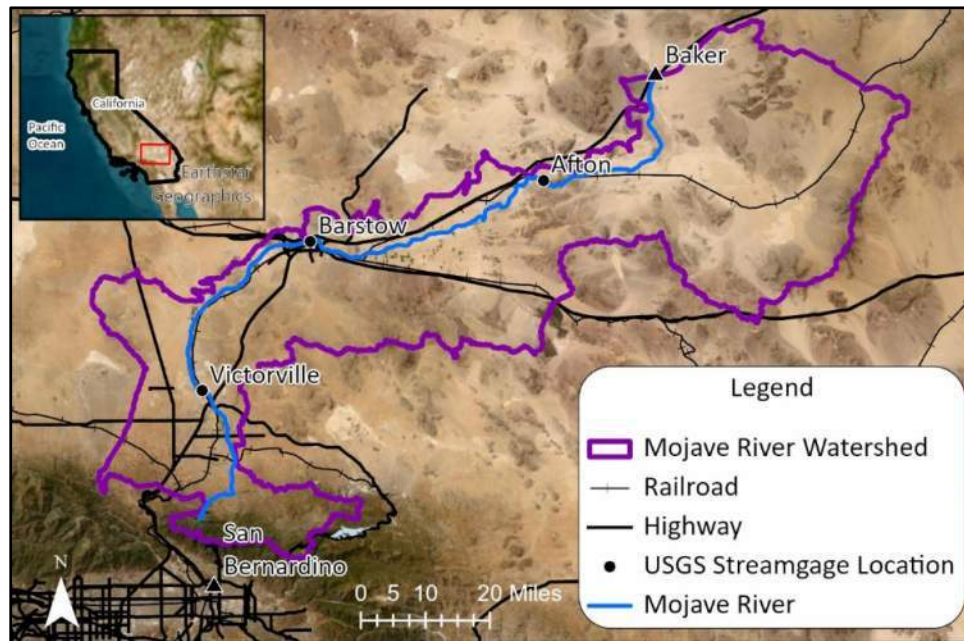 California
Pacific
Ocean
Earthstar
Geographics
Baker
Afton
Barstow
Victorville
San
Bernardino
N
0 5 10 20 Miles
Legend
Mojave River Watershed
Railroad
Highway
USGS Streamgage Location
Mojave River